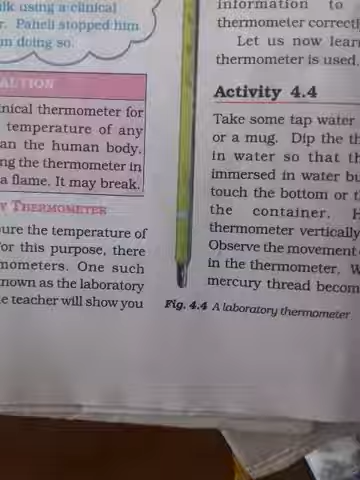 lk using a clinical
r. Paheli stopped him
m doing so.
AUTION
nical thermometer for
temperature of any
an the human body.
ng the thermometer in
a flame. It may break.
Y THERMOMETER
ure the temperature of
or this purpose, there
mometers. One such
nown as the laboratory
e teacher will show you
information to
thermometer correctl
Let us now learn
thermometer is used.
Activity 4.4
Take some tap water
or a mug. Dip the th
in water so that th
immersed in water bu
touch the bottom or t
the container. H
thermometer vertically
Observe the movement
in the thermometer. W
mercury thread becom
Fig. 4.4 A laboratory thermometer